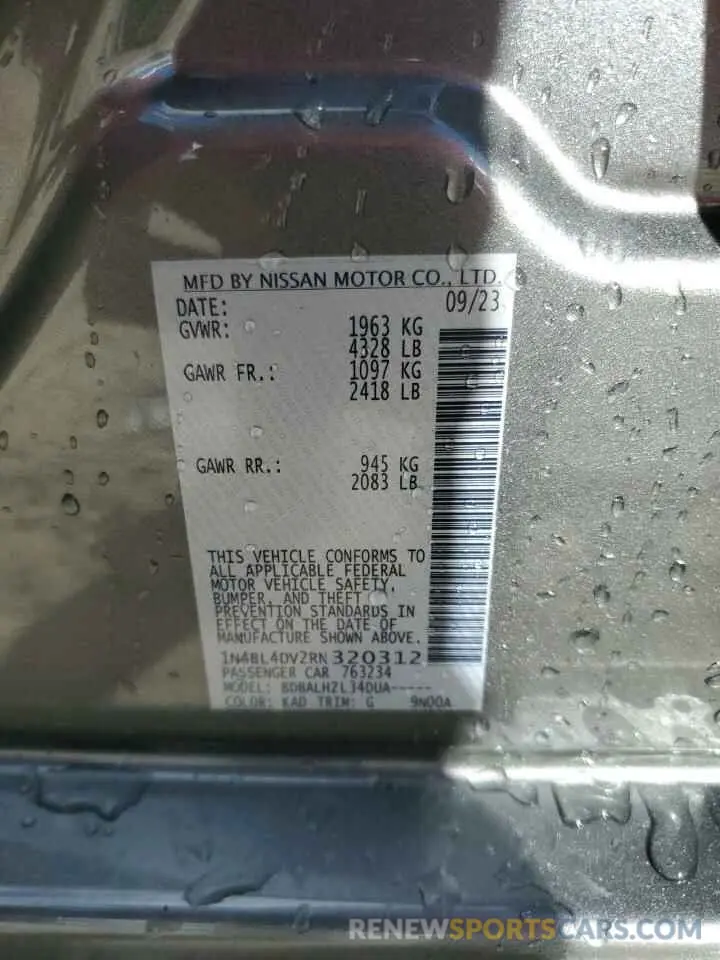 MFD BY NISSAN MOTOR CO., LTD.
DATE: 09/23
GVWR: 1963 KG
4328 LB
GAWR FR.: 1097 KG
2418 LB
GAWR RR.: 945 KG
2083 LB
THIS VEHICLE CONFORMS TO
ALL APPLICABLE FEDERAL
MOTOR VEHICLE SAFETY,
BUMPER, AND THEFT
PREVENTION STANDARDS IN
EFFECT ON THE DATE OF
MANUFACTURE SHOWN ABOVE.
1N4BL4DV2RN320312
PASSENGER CAR 763234
MODEL: BDBALHZL34DUA-----
COLOR: KAD TRIM: G 9N00A
RENEWSPORTSCARS.COM